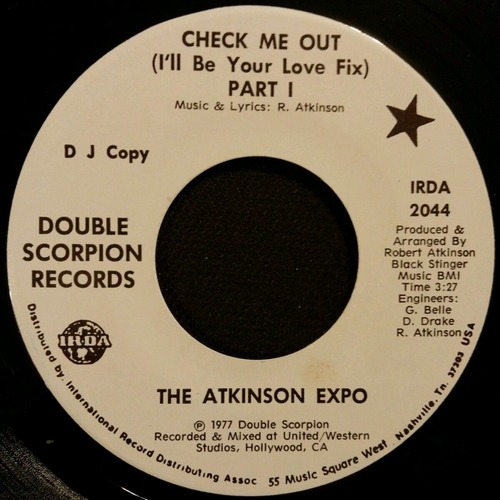 CHECK ME OUT
(I'll Be Your Love Fix)
PART I
Music & Lyrics: R. Atkinson
D J Copy
IRDA
2044
DOUBLE
SCORPION
RECORDS
Produced &
Arranged By
Robert Atkinson
Black Stinger
Music BMI
Time 3:27
Engineers:
G. Belle
D. Drake
R. Atkinson
IRDA
THE ATKINSON EXPO
℗ 1977 Double Scorpion
Recorded & Mixed at United/Western
Studios, Hollywood, CA
Distributed by. International Record Distributing Assoc 55 Music Square West. Nashville, Tn. 37203 USA